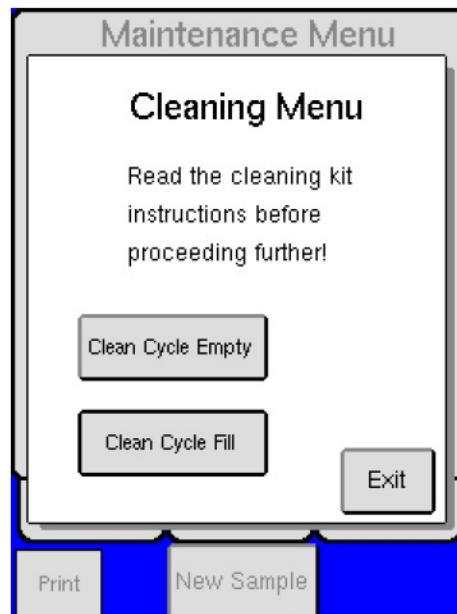 Maintenance Menu
Cleaning Menu
Read the cleaning kit
instructions before
proceeding further!
Clean Cycle Empty
Clean Cycle Fill
Exit
Print
New Sample